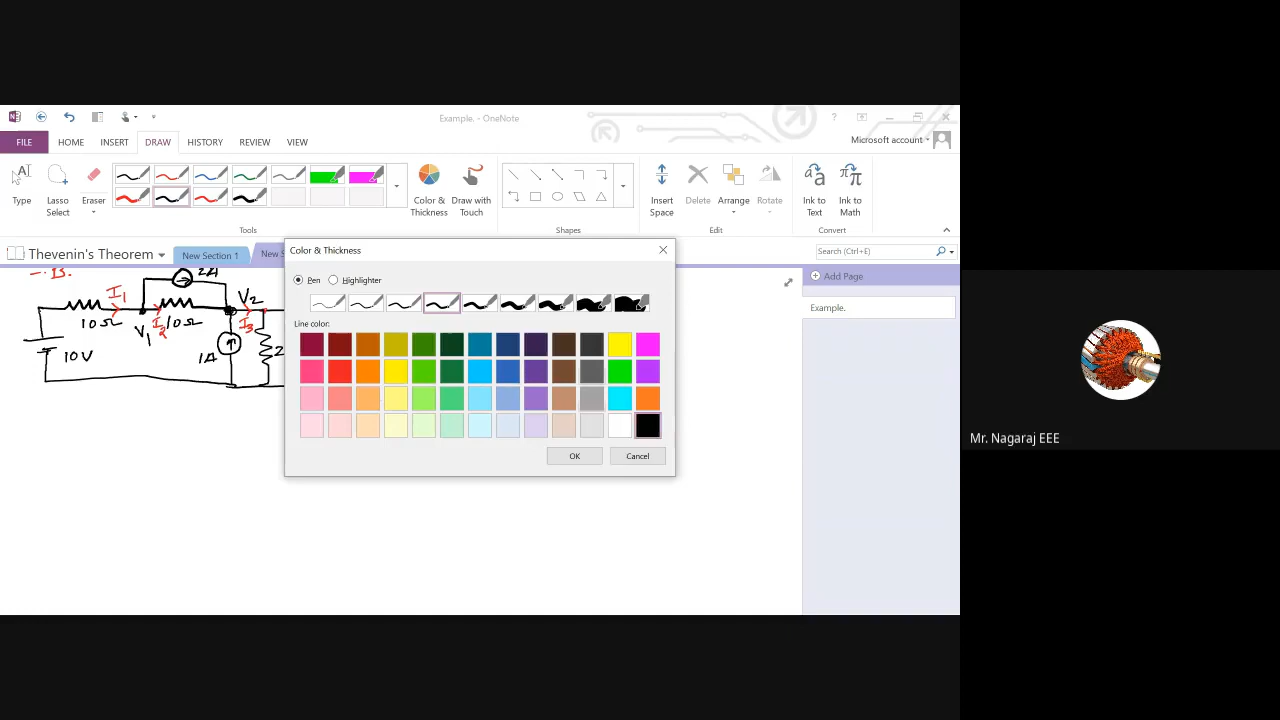 Example. - OneNote
?
FILE
HOME
INSERT
DRAW
HISTORY
REVIEW
VIEW
Microsoft account
Type
Lasso Select
Eraser
Color & Thickness
Draw with Touch
Insert Space
Delete
Arrange
Rotate
Ink to Text
Ink to Math
Tools
Shapes
Edit
Convert
Thevenin's Theorem
New Section 1
New S
Search (Ctrl+E)
Color & Thickness
Pen
Highlighter
Line color:
OK
Cancel
Add Page
Example.
2A
I1
V2
10Ω
V1
I2
10Ω
I3
10V
1A
2
Mr. Nagaraj EEE